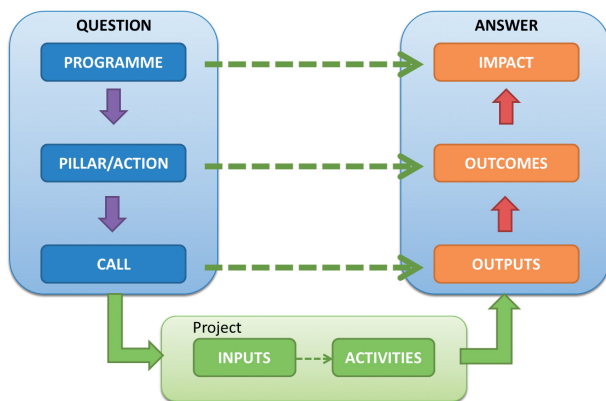 QUESTION
ANSWER
PROGRAMME
IMPACT
PILLAR/ACTION
OUTCOMES
CALL
OUTPUTS
Project
INPUTS
ACTIVITIES